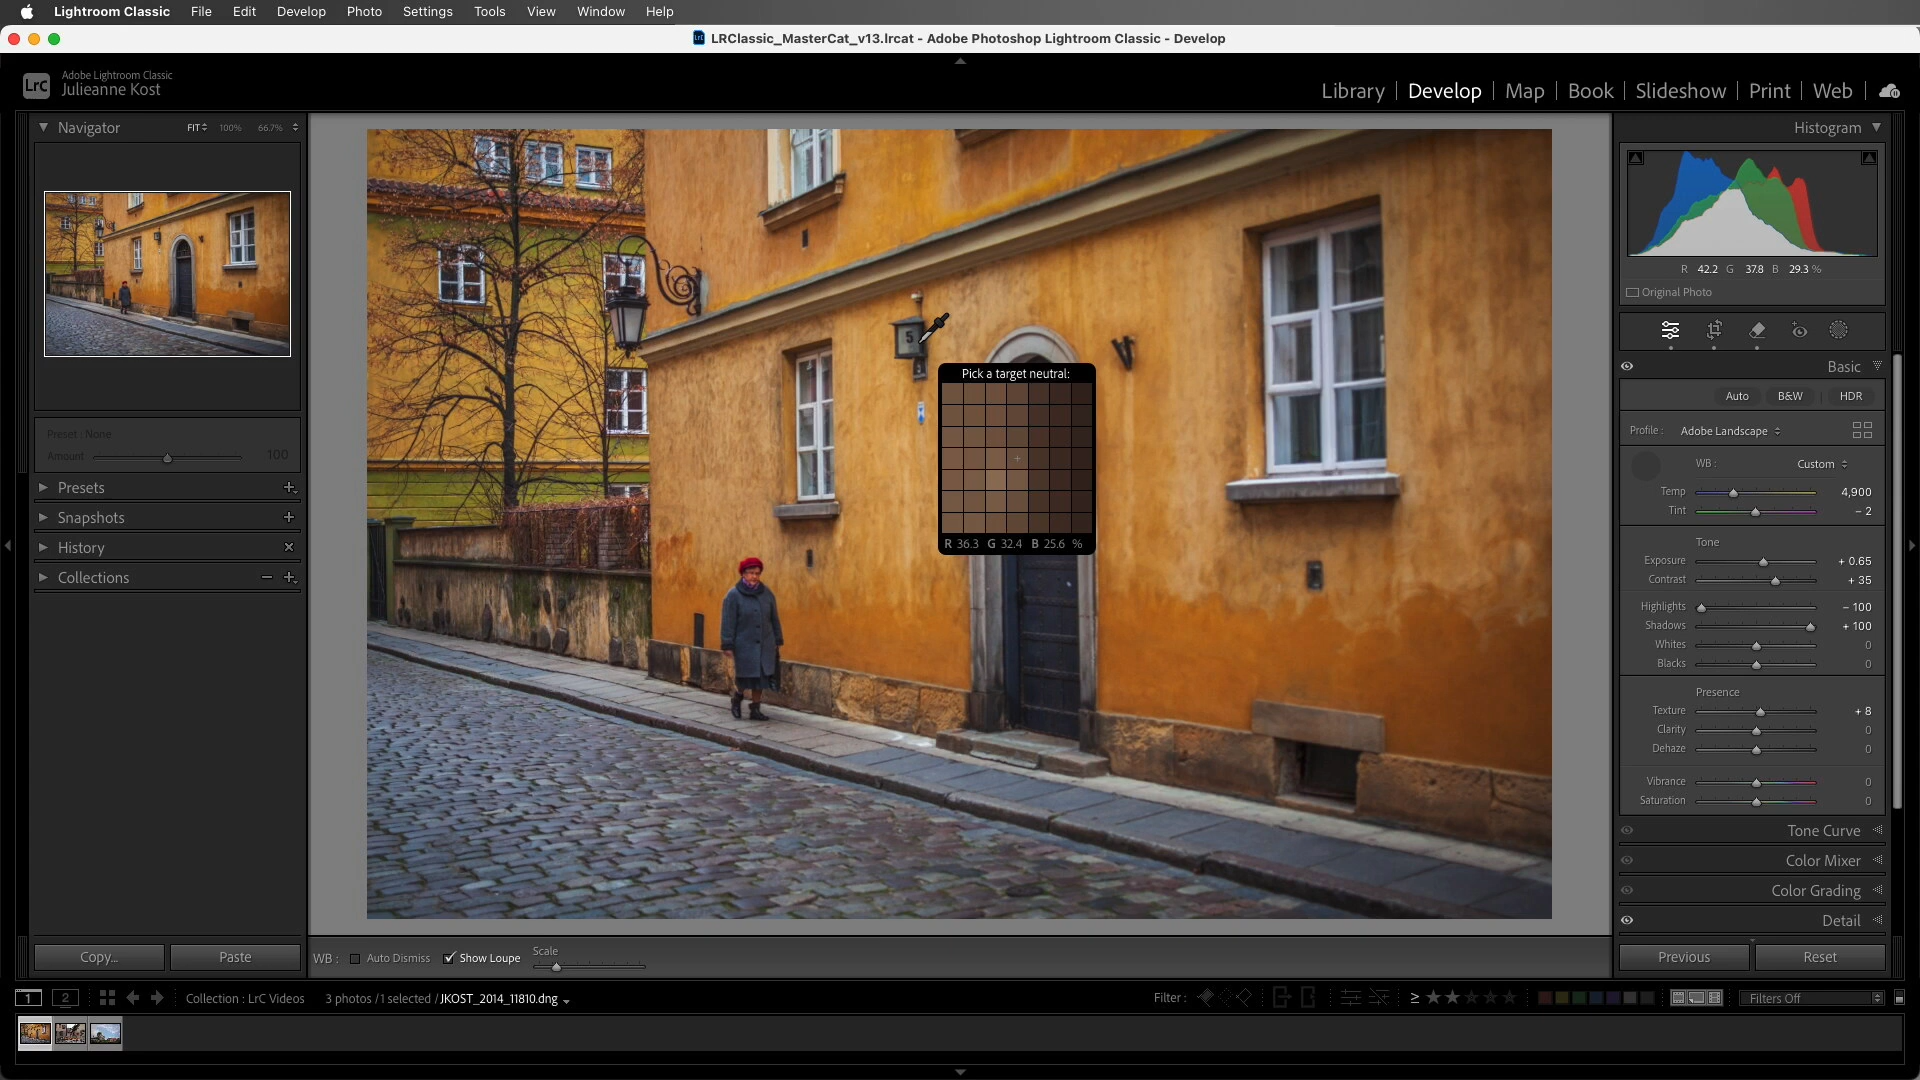 Lightroom Classic File Edit Develop Photo Settings Tools View Window Help
LrC LRClassic_MasterCat_v13.lrcat - Adobe Photoshop Lightroom Classic - Develop
LrC
Adobe Lightroom Classic
Julieanne Kost
Library | Develop | Map | Book | Slideshow | Print | Web
Navigator FIT 100% 66.7%
Preset : None
Amount 100
Presets
Snapshots
History
Collections
Copy... Paste
5
Pick a target neutral:
R 36.3 G 32.4 B 25.6 %
Histogram
R 42.2 G 37.8 B 29.3 %
Original Photo
Basic
Auto B&W | HDR
Profile : Adobe Landscape
WB : Custom
Temp 4,900
Tint – 2
Tone
Exposure + 0.65
Contrast + 35
Highlights – 100
Shadows + 100
Whites 0
Blacks 0
Presence
Texture + 8
Clarity 0
Dehaze 0
Vibrance 0
Saturation 0
Tone Curve
Color Mixer
Color Grading
Detail
Previous Reset
WB : Auto Dismiss Show Loupe Scale
1 2 Collection : LrC Videos 3 photos / 1 selected / JKOST_2014_11810.dng
Filter : ≥ Filters Off